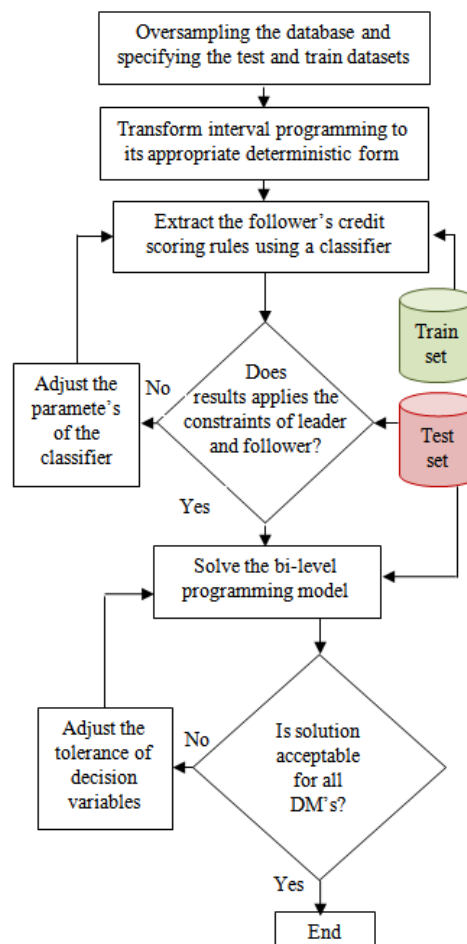 Oversampling the database and
specifying the test and train datasets
Transform interval programming to
its appropriate deterministic form
Extract the follower's credit
scoring rules using a classifier
Train
set
Does
results applies the
constraints of leader
and follower?
No
Adjust the
paramete's
of the
classifier
Test
set
Yes
Solve the bi-level
programming model
Is solution
acceptable
for all
DM's?
No
Adjust the
tolerance of
decision
variables
Yes
End